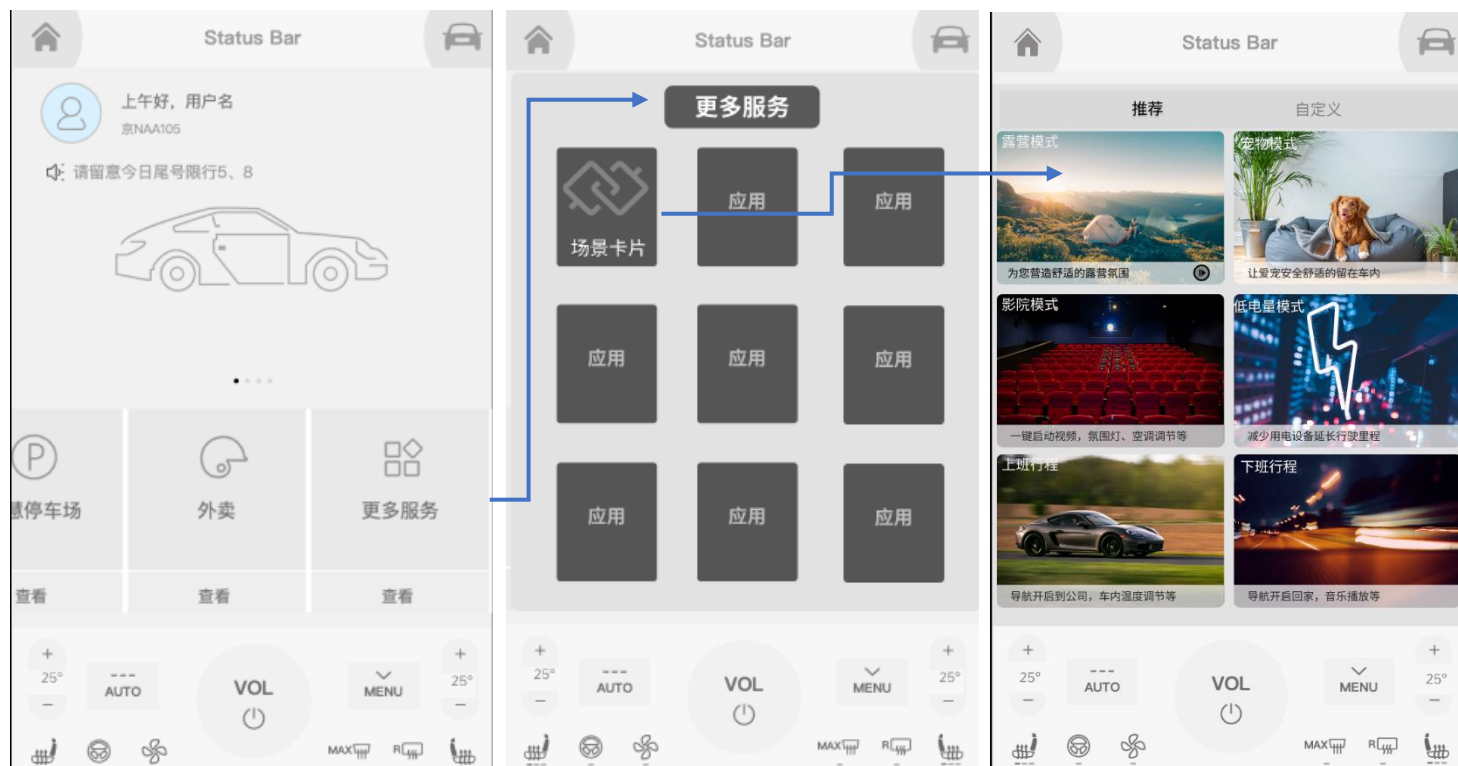 Status Bar
上午好，用户名
京NAA105
请留意今日尾号限行5、8
P
慧停车场
外卖
更多服务
查看
查看
查看
+
25°
−
---
AUTO
VOL
MENU
+
25°
−
MAX
R
Status Bar
更多服务
场景卡片
应用
应用
应用
应用
应用
应用
应用
应用
+
25°
−
---
AUTO
VOL
MENU
+
25°
−
MAX
R
Status Bar
推荐
自定义
露营模式
为您营造舒适的露营氛围
宠物模式
让爱宠安全舒适的留在车内
影院模式
一键启动视频，氛围灯、空调调节等
低电量模式
减少用电设备延长行驶里程
上班行程
导航开启到公司，车内温度调节等
下班行程
导航开启回家，音乐播放等
+
25°
−
---
AUTO
VOL
MENU
+
25°
−
MAX
R